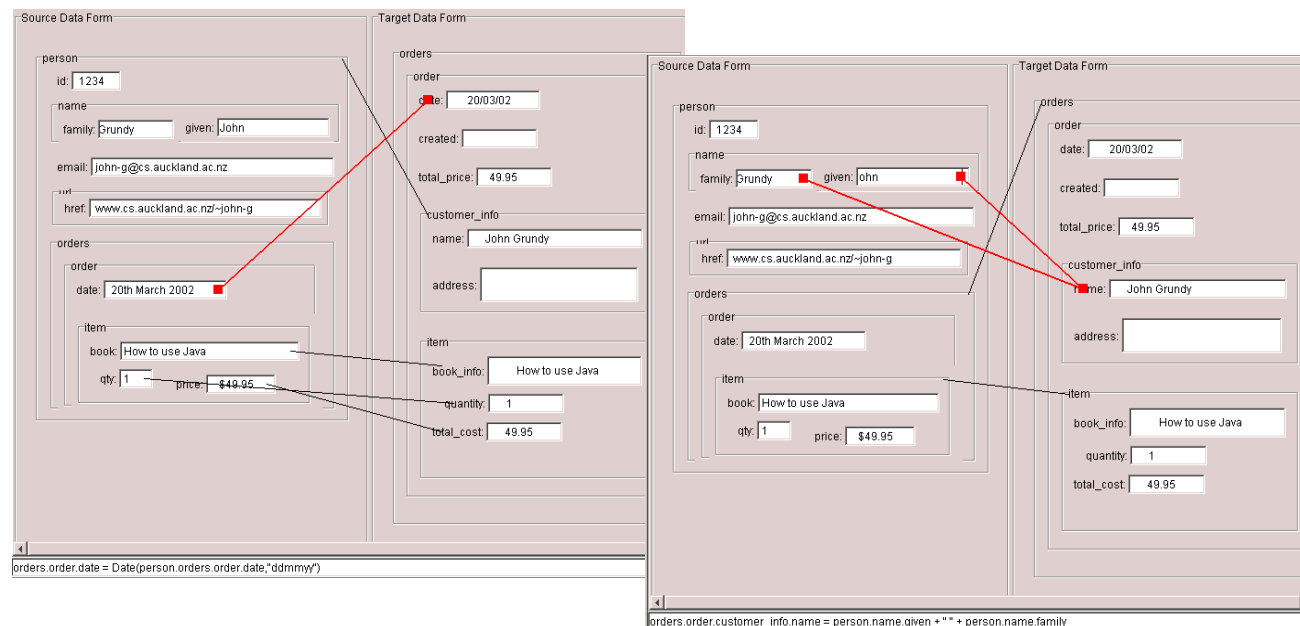 Source Data Form
Target Data Form
person
id: 1234
name
family: Grundy given: John
email: john-g@cs.auckland.ac.nz
url
href: www.cs.auckland.ac.nz/~john-g
orders
order
date: 20th March 2002
item
book: How to use Java
qty: 1 price: $49.95
orders
order
date: 20/03/02
created:
total_price: 49.95
customer_info
name: John Grundy
address:
item
book_info: How to use Java
quantity: 1
total_cost: 49.95
orders.order.date = Date(person.orders.order.date,"ddmmyy")
Source Data Form
Target Data Form
person
id: 1234
name
family: Grundy given: ohn
email: john-g@cs.auckland.ac.nz
url
href: www.cs.auckland.ac.nz/~john-g
orders
order
date: 20th March 2002
item
book: How to use Java
qty: 1 price: $49.95
orders
order
date: 20/03/02
created:
total_price: 49.95
customer_info
name: John Grundy
address:
item
book_info: How to use Java
quantity: 1
total_cost: 49.95
orders.order.customer_info.name = person.name.given + " " + person.name.family